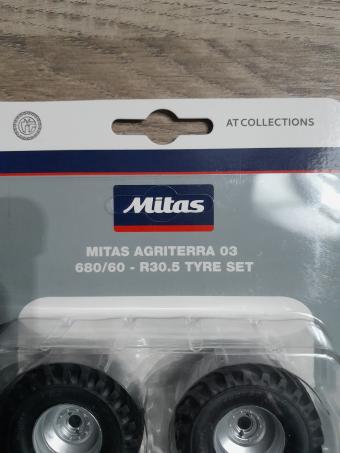 AT COLLECTIONS
Mitas
MITAS AGRITERRA 03
680/60 - R30.5 TYRE SET